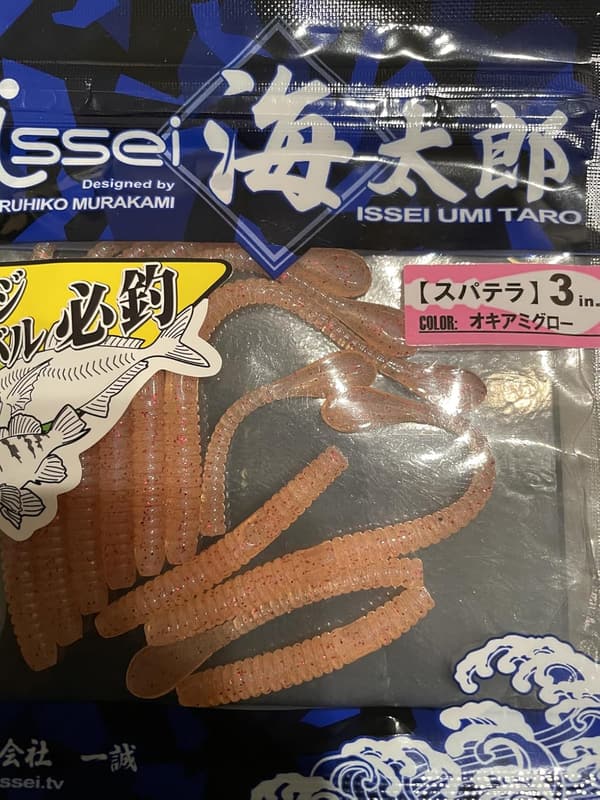 issei
海太郎
Designed by
RUHIKO MURAKAMI
ISSEI UMI TARO
ジ
バル
必釣
【スパテラ】3in.
COLOR: オキアミグロー
会社 一誠
ssei.tv